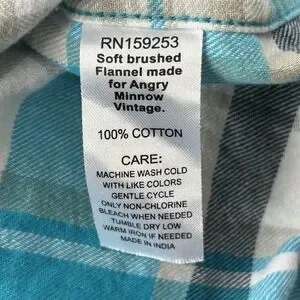 RN159253
Soft brushed
Flannel made
for Angry
Minnow
Vintage.
100% COTTON
CARE:
MACHINE WASH COLD
WITH LIKE COLORS
GENTLE CYCLE
ONLY NON-CHLORINE
BLEACH WHEN NEEDED
TUMBLE DRY LOW
WARM IRON IF NEEDED
MADE IN INDIA